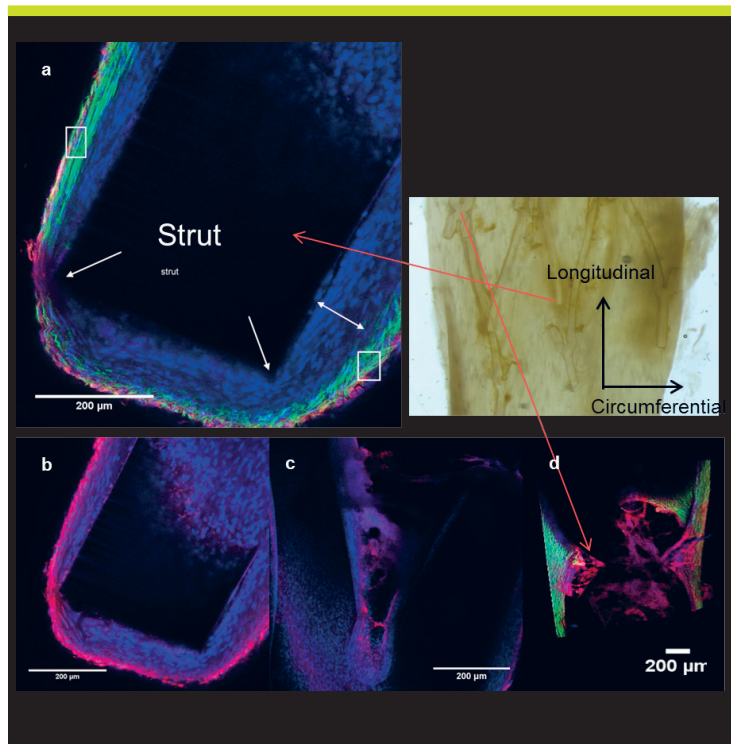 a
Strut
strut
200 µm
Longitudinal
Circumferential
b
200 µm
c
200 µm
d
200 µm